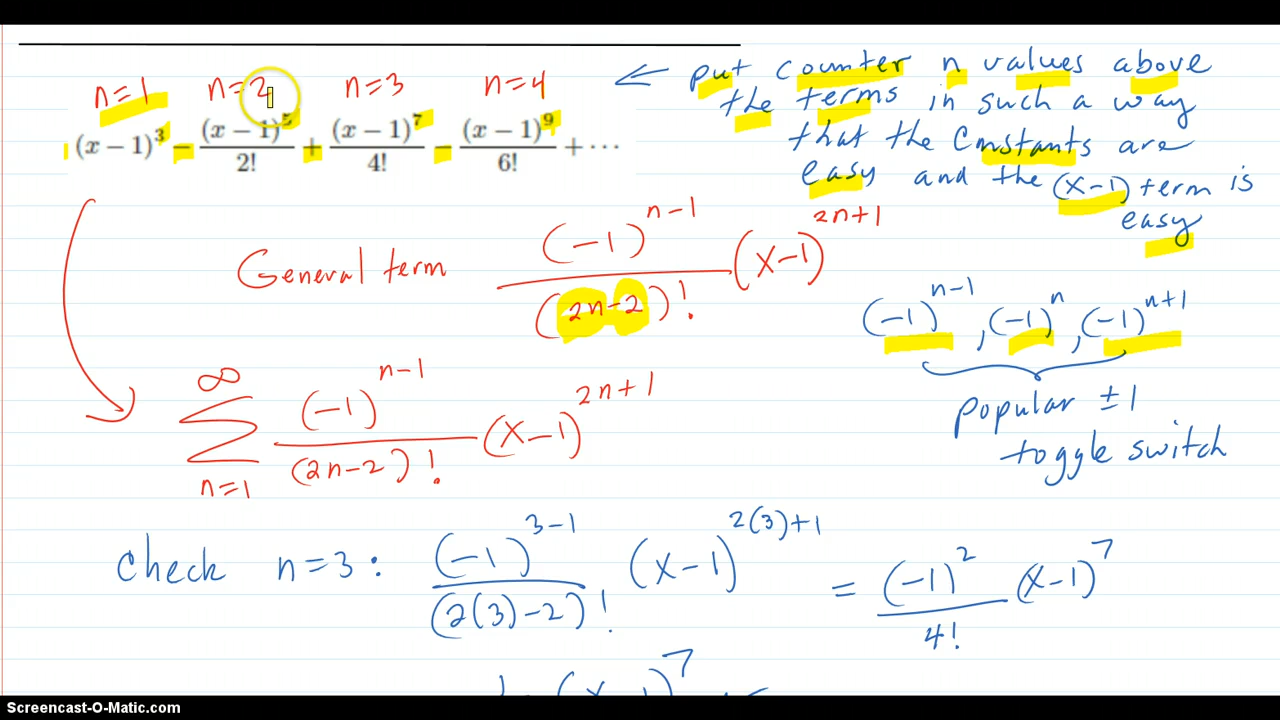 n=1 n=2 n=3 n=4 ← put counter n values above
the terms in such a way
that the constants are
easy and the (x-1) term is
easy
(x − 1)^3 − (x − 1)^5/2! + (x − 1)^7/4! − (x − 1)^9/6! + ⋯
General term (-1)^{n-1}/(2n-2)! (x-1)^{2n+1}
(-1)^{n-1}, (-1)^n, (-1)^{n+1}
popular ±1
toggle switch
∑_{n=1}^{∞} (-1)^{n-1}/(2n-2)! (x-1)^{2n+1}
check n=3: (-1)^{3-1}/(2(3)-2)! (x-1)^{2(3)+1} = (-1)^2/4! (x-1)^7
(x-1)^7
Screencast-O-Matic.com